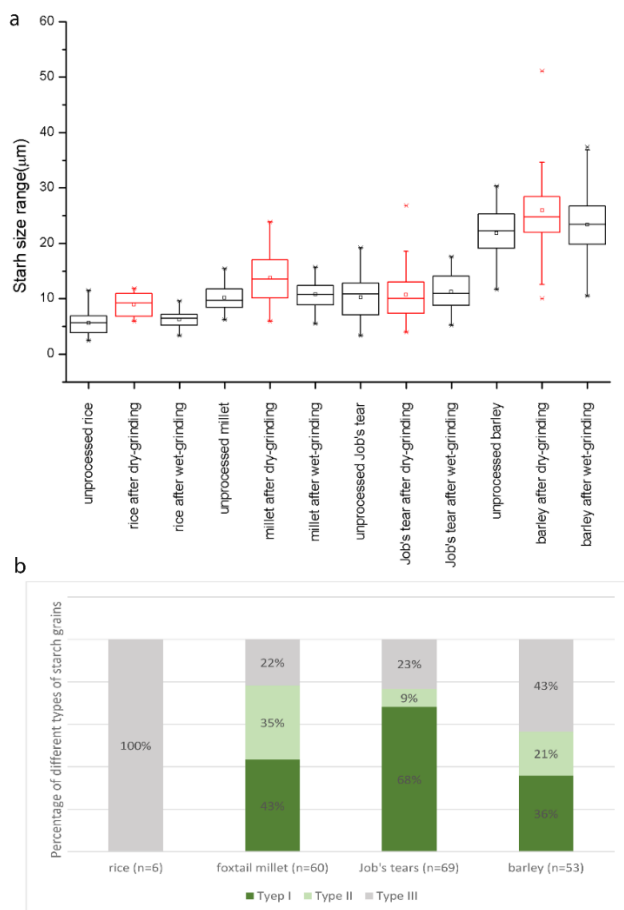 a
Starh size range(μm)
60
50
40
30
20
10
0
unprocessed rice
rice after dry-grinding
rice after wet-grinding
unprocessed millet
millet after dry-grinding
millet after wet-grinding
unprocessed Job's tear
Job's tear after dry-grinding
Job's tear after wet-grinding
unprocessed barley
barley after dry-grinding
barley after wet-grinding
b
Percentage of different types of starch grains
100%
22%
35%
43%
23%
9%
68%
43%
21%
36%
rice (n=6)
foxtail millet (n=60)
Job's tears (n=69)
barley (n=53)
Tyep I
Type II
Type III